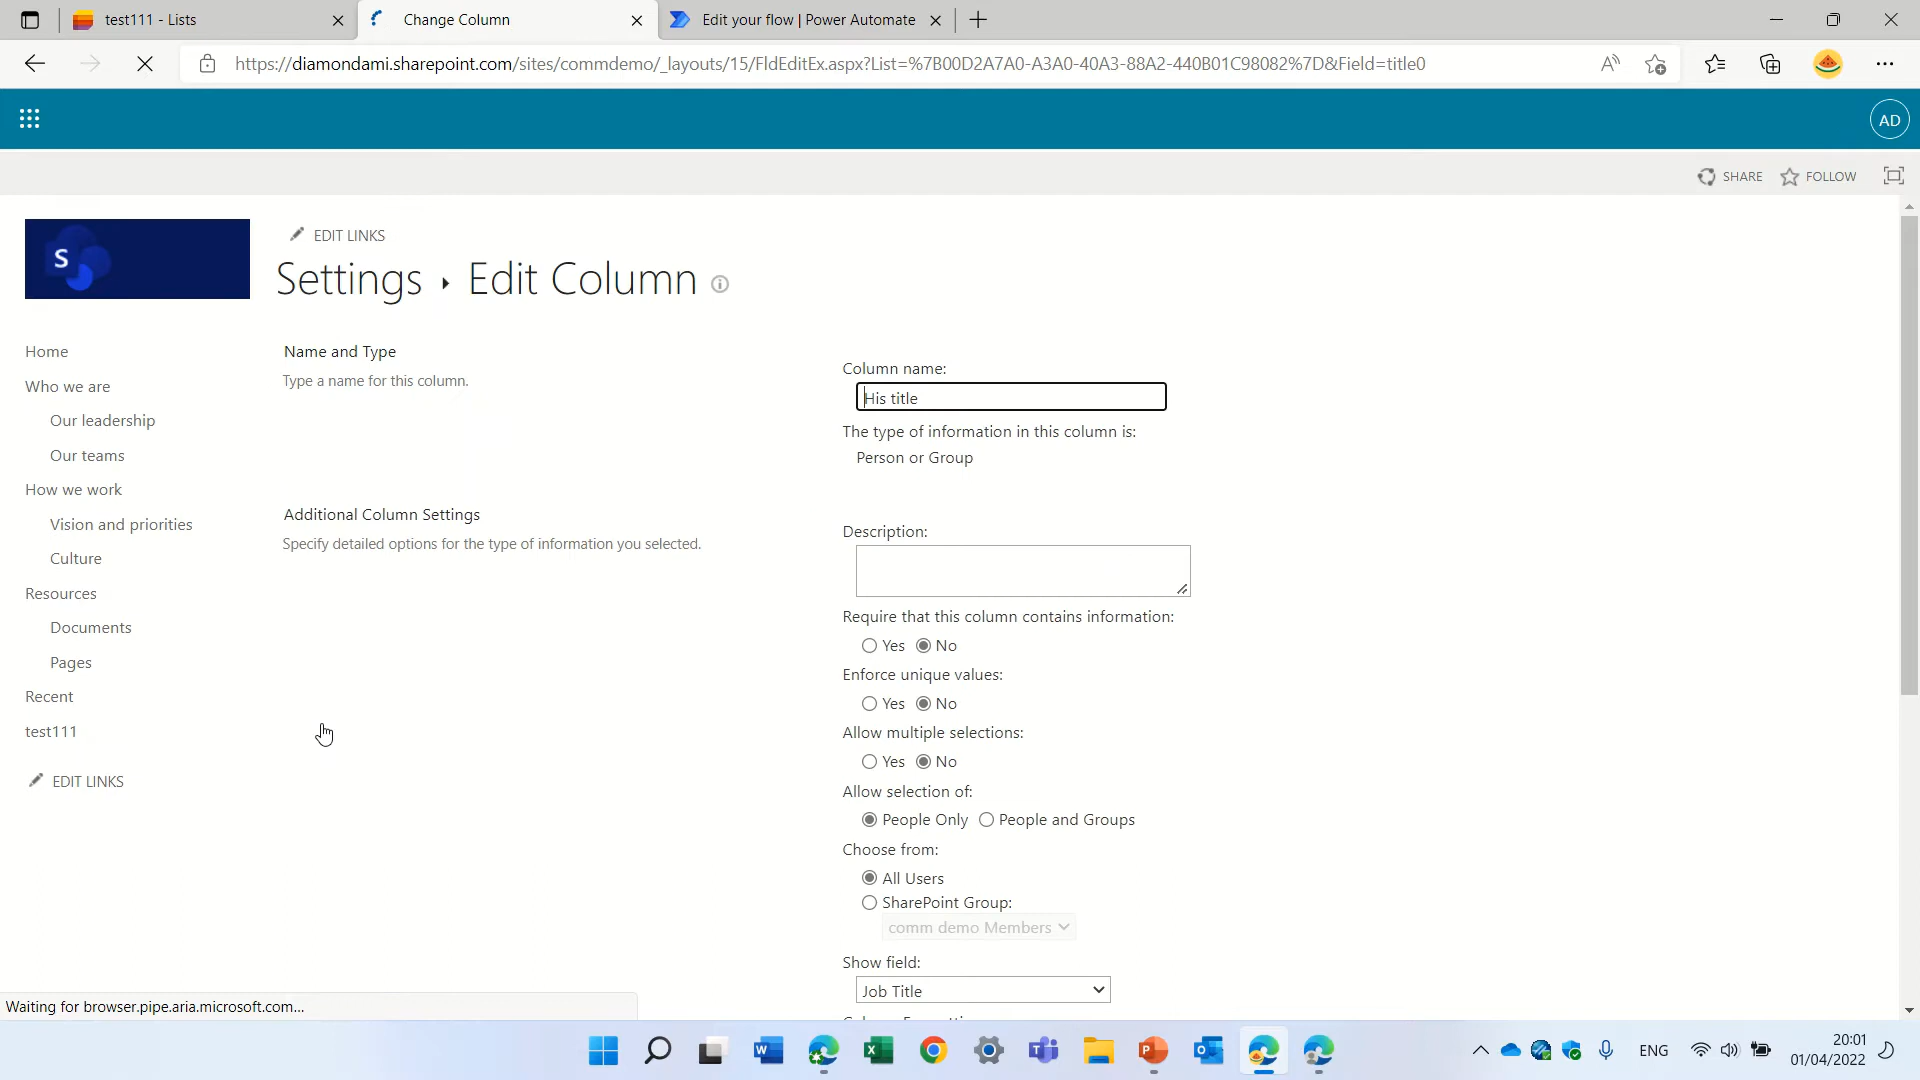 test111 - Lists
Change Column
Edit your flow | Power Automate
https://diamondami.sharepoint.com/sites/commdemo/_layouts/15/FldEditEx.aspx?List=%7B00D2A7A0-A3A0-40A3-88A2-440B01C98082%7D&Field=title0
AD
SHARE
FOLLOW
S
EDIT LINKS
Settings ▸ Edit Column
Home
Who we are
Our leadership
Our teams
How we work
Vision and priorities
Culture
Resources
Documents
Pages
Recent
test111
EDIT LINKS
Name and Type
Type a name for this column.
Column name:
His title
The type of information in this column is:
Person or Group
Additional Column Settings
Specify detailed options for the type of information you selected.
Description:
Require that this column contains information:
Yes No
Enforce unique values:
Yes No
Allow multiple selections:
Yes No
Allow selection of:
People Only People and Groups
Choose from:
All Users
SharePoint Group:
comm demo Members
Show field:
Job Title
Waiting for browser.pipe.aria.microsoft.com...
ENG
20:01
01/04/2022